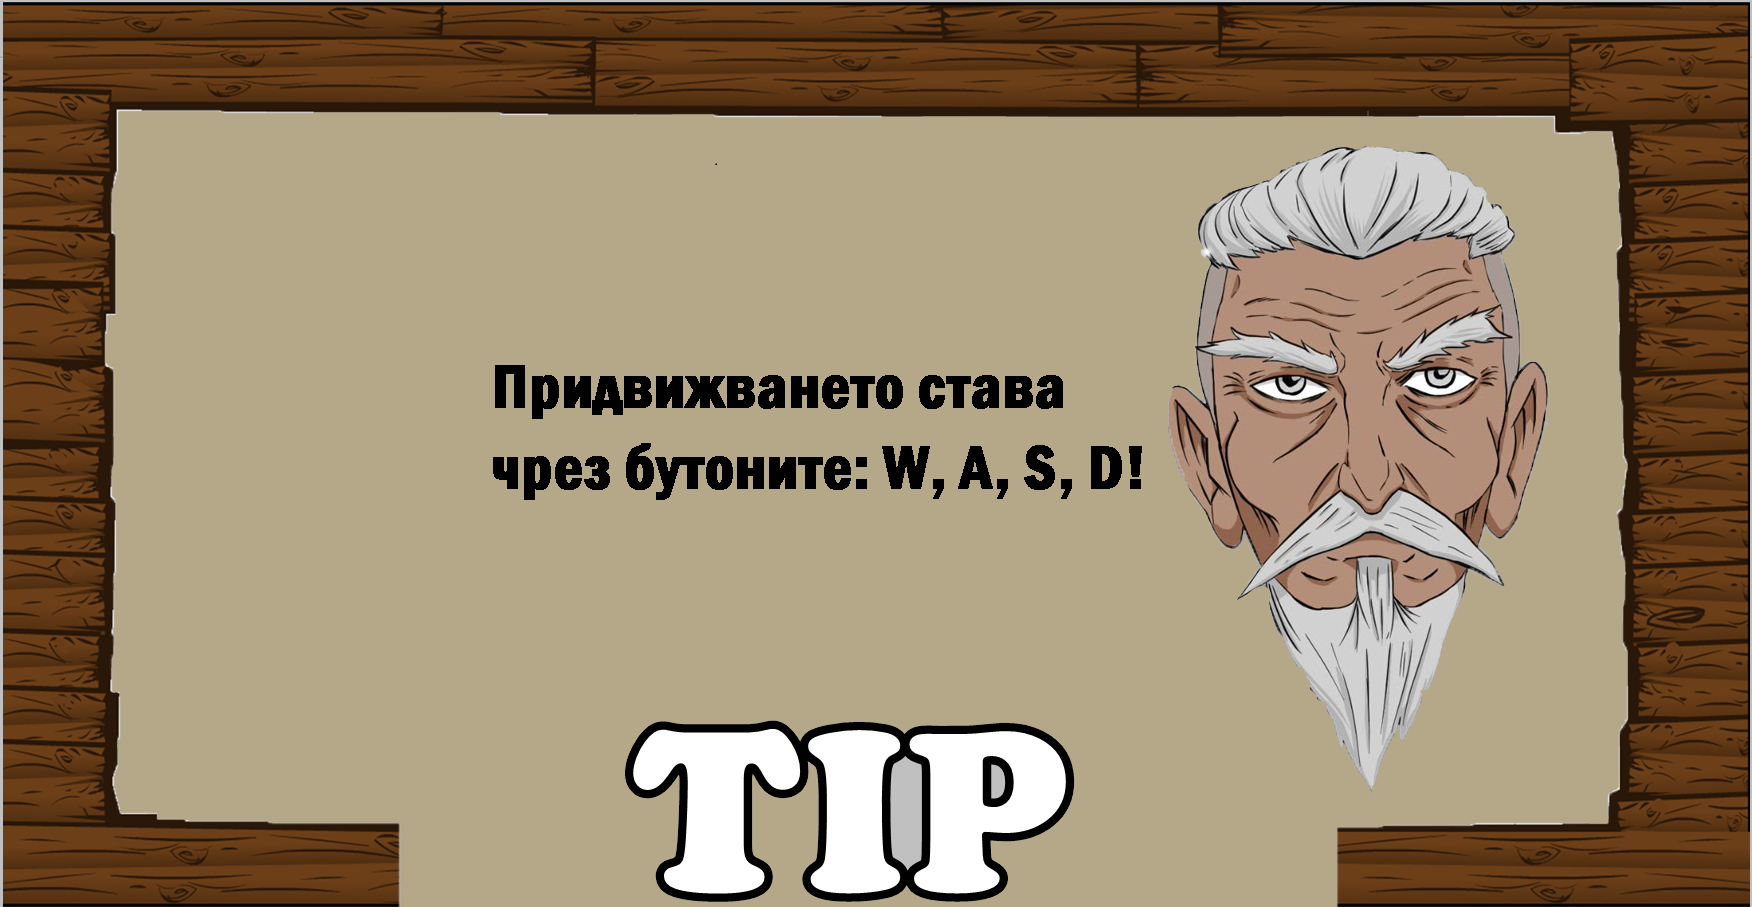 Придвижването става
чрез бутоните: W, A, S, D!
TIP